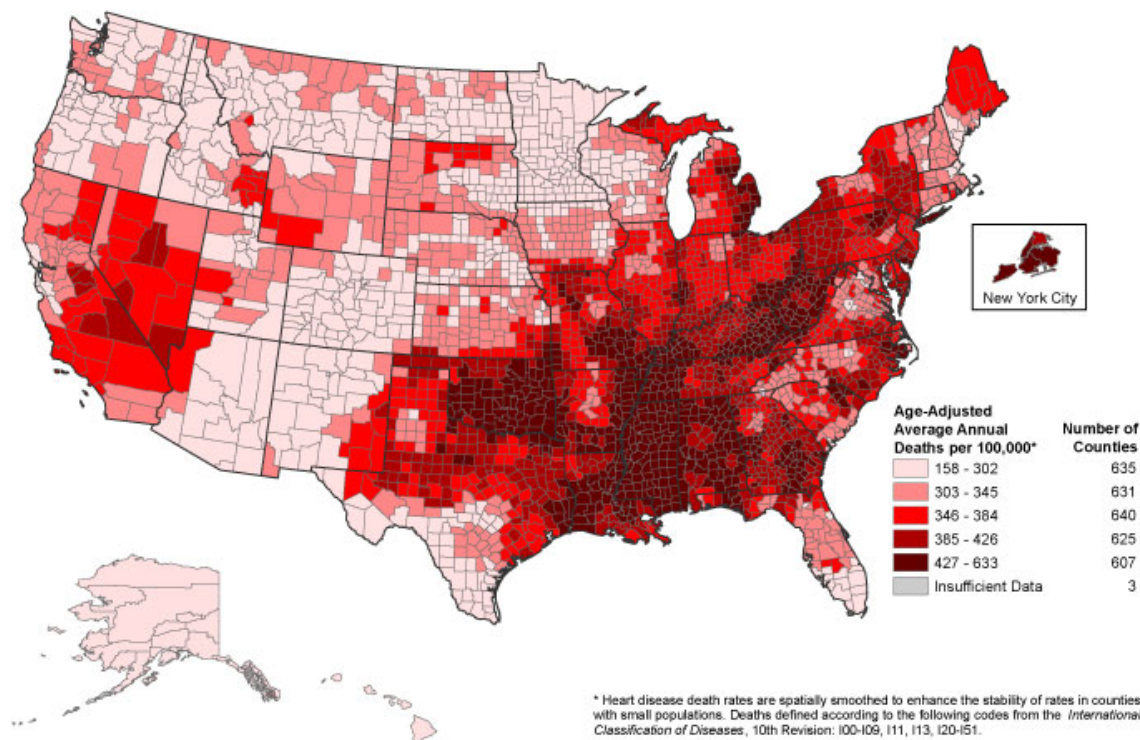 New York City
Age-Adjusted
Average Annual
Deaths per 100,000*
Number of
Counties
158 - 302 635
303 - 345 631
346 - 384 640
385 - 426 625
427 - 633 607
Insufficient Data 3
* Heart disease death rates are spatially smoothed to enhance the stability of rates in counties
with small populations. Deaths defined according to the following codes from the International
Classification of Diseases, 10th Revision: I00-I09, I11, I13, I20-I51.